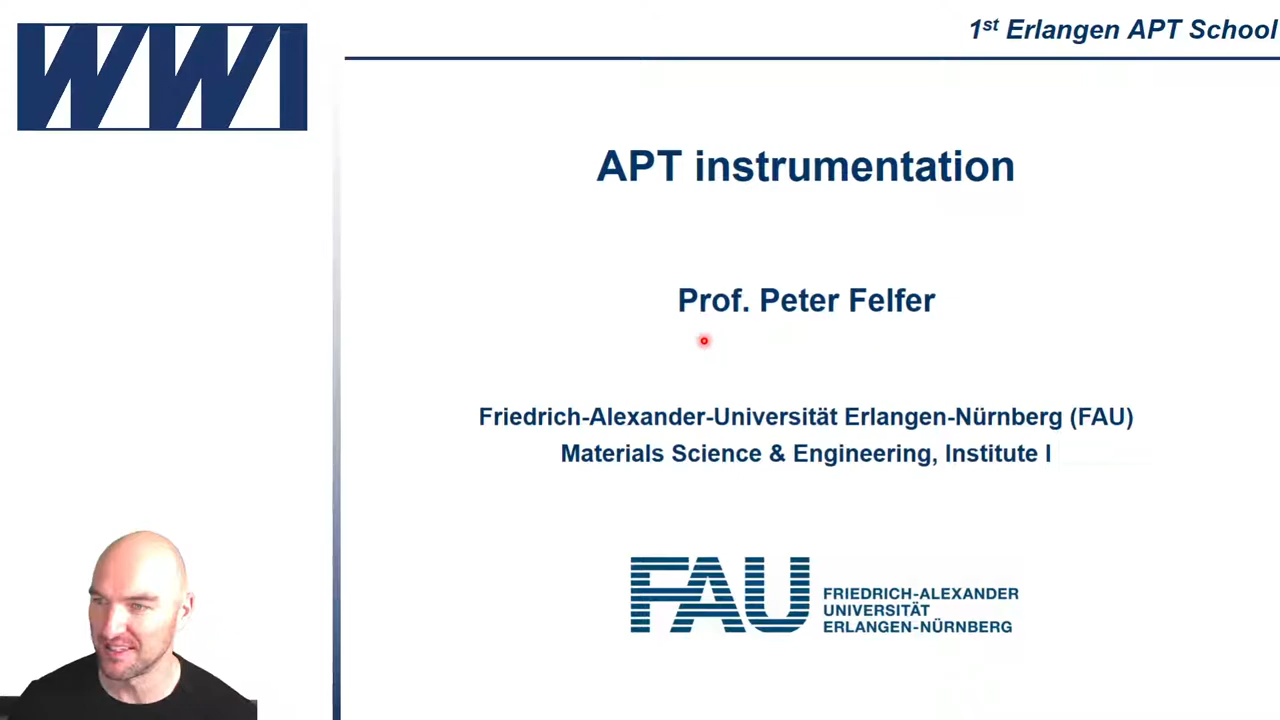 WWI
1st Erlangen APT School
APT instrumentation
Prof. Peter Felfer
Friedrich-Alexander-Universität Erlangen-Nürnberg (FAU)
Materials Science & Engineering, Institute I
FAU
FRIEDRICH-ALEXANDER
UNIVERSITÄT
ERLANGEN-NÜRNBERG